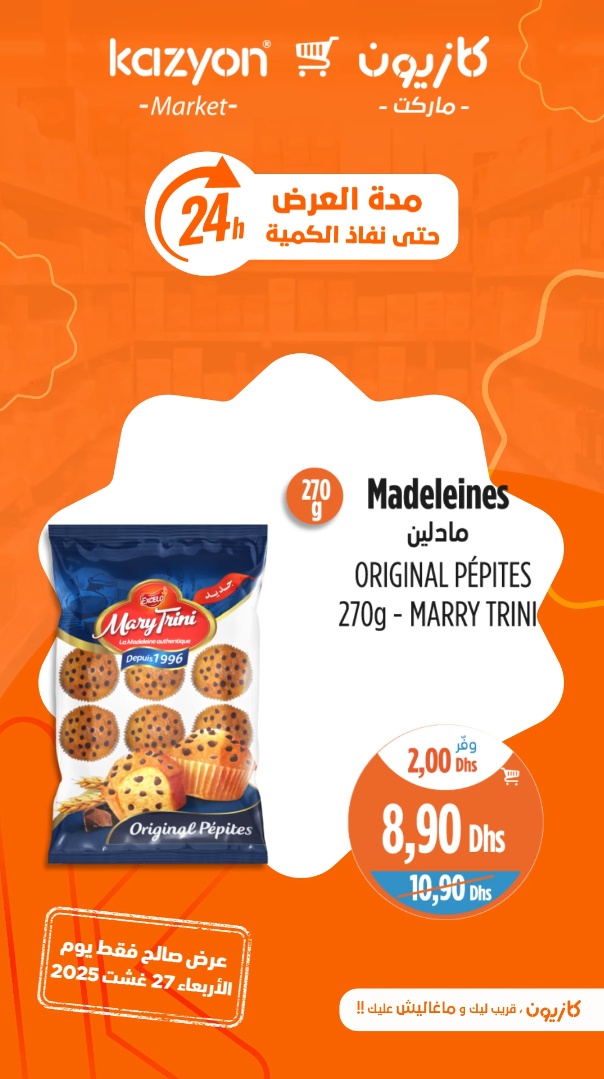 kazyon®
-Market-
كازيون
- ماركت -
24h
مدة العرض
حتى نفاذ الكمية
270
g
Madeleines
مادلين
ORIGINAL PÉPITES
270g - MARRY TRINI
جديد
EXCELO
Mary Trini
La Madeleine authentique
Depuis 1996
Original Pépites
وفّر
2,00 Dhs
8,90 Dhs
10,90 Dhs
عرض صالح فقط يوم
الأربعاء 27 غشت 2025
كازيون ، قريب ليك و ماغاليش عليك !!